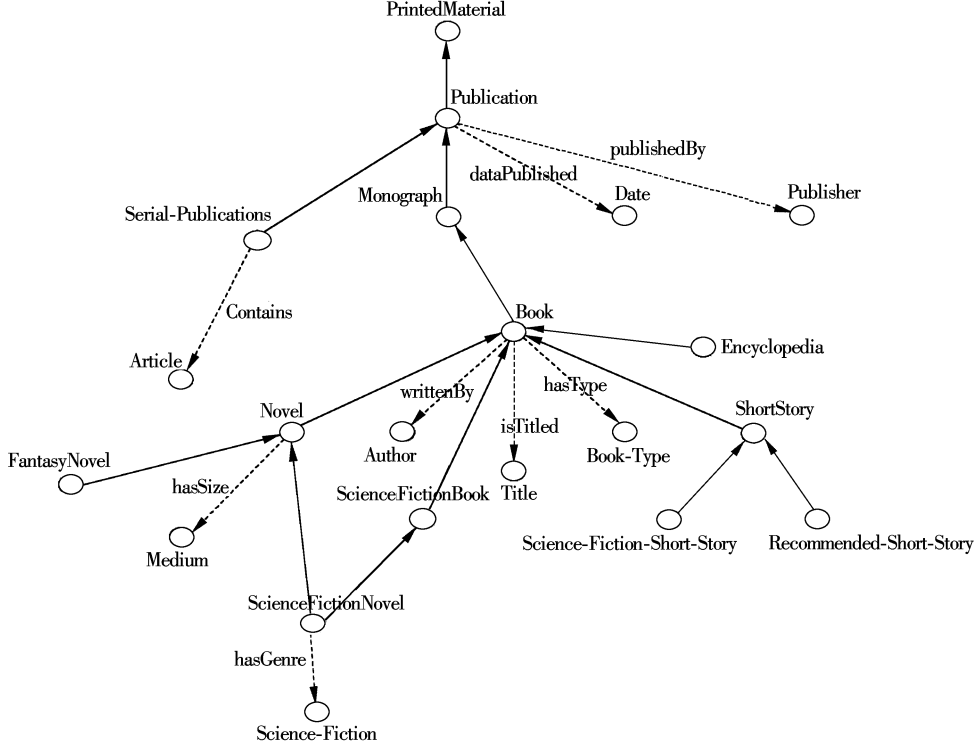 PrintedMaterial
Publication
publishedBy
dataPublished
Monograph
Date
Publisher
Serial-Publications
Contains
Book
Article
Encyclopedia
writtenBy
hasType
Novel
ShortStory
isTitled
Author
Book-Type
FantasyNovel
hasSize
ScienceFictionBook
Title
Medium
Science-Fiction-Short-Story
Recommended-Short-Story
ScienceFictionNovel
hasGenre
Science-Fiction